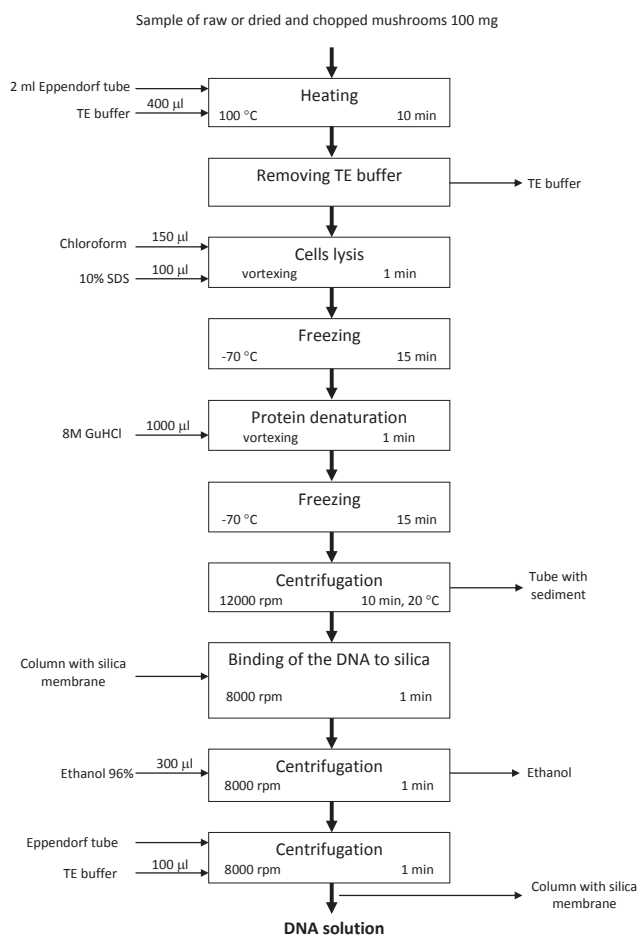 Sample of raw or dried and chopped mushrooms 100 mg
2 ml Eppendorf tube
TE buffer
400 µl
Heating
100 °C
10 min
Removing TE buffer
TE buffer
Chloroform
150 µl
10% SDS
100 µl
Cells lysis
vortexing
1 min
Freezing
-70 °C
15 min
8M GuHCl
1000 µl
Protein denaturation
vortexing
1 min
Freezing
-70 °C
15 min
Centrifugation
12000 rpm
10 min, 20 °C
Tube with
sediment
Column with silica
membrane
Binding of the DNA to silica
8000 rpm
1 min
Ethanol 96%
300 µl
Centrifugation
8000 rpm
1 min
Ethanol
Eppendorf tube
TE buffer
100 µl
Centrifugation
8000 rpm
1 min
Column with silica
membrane
DNA solution